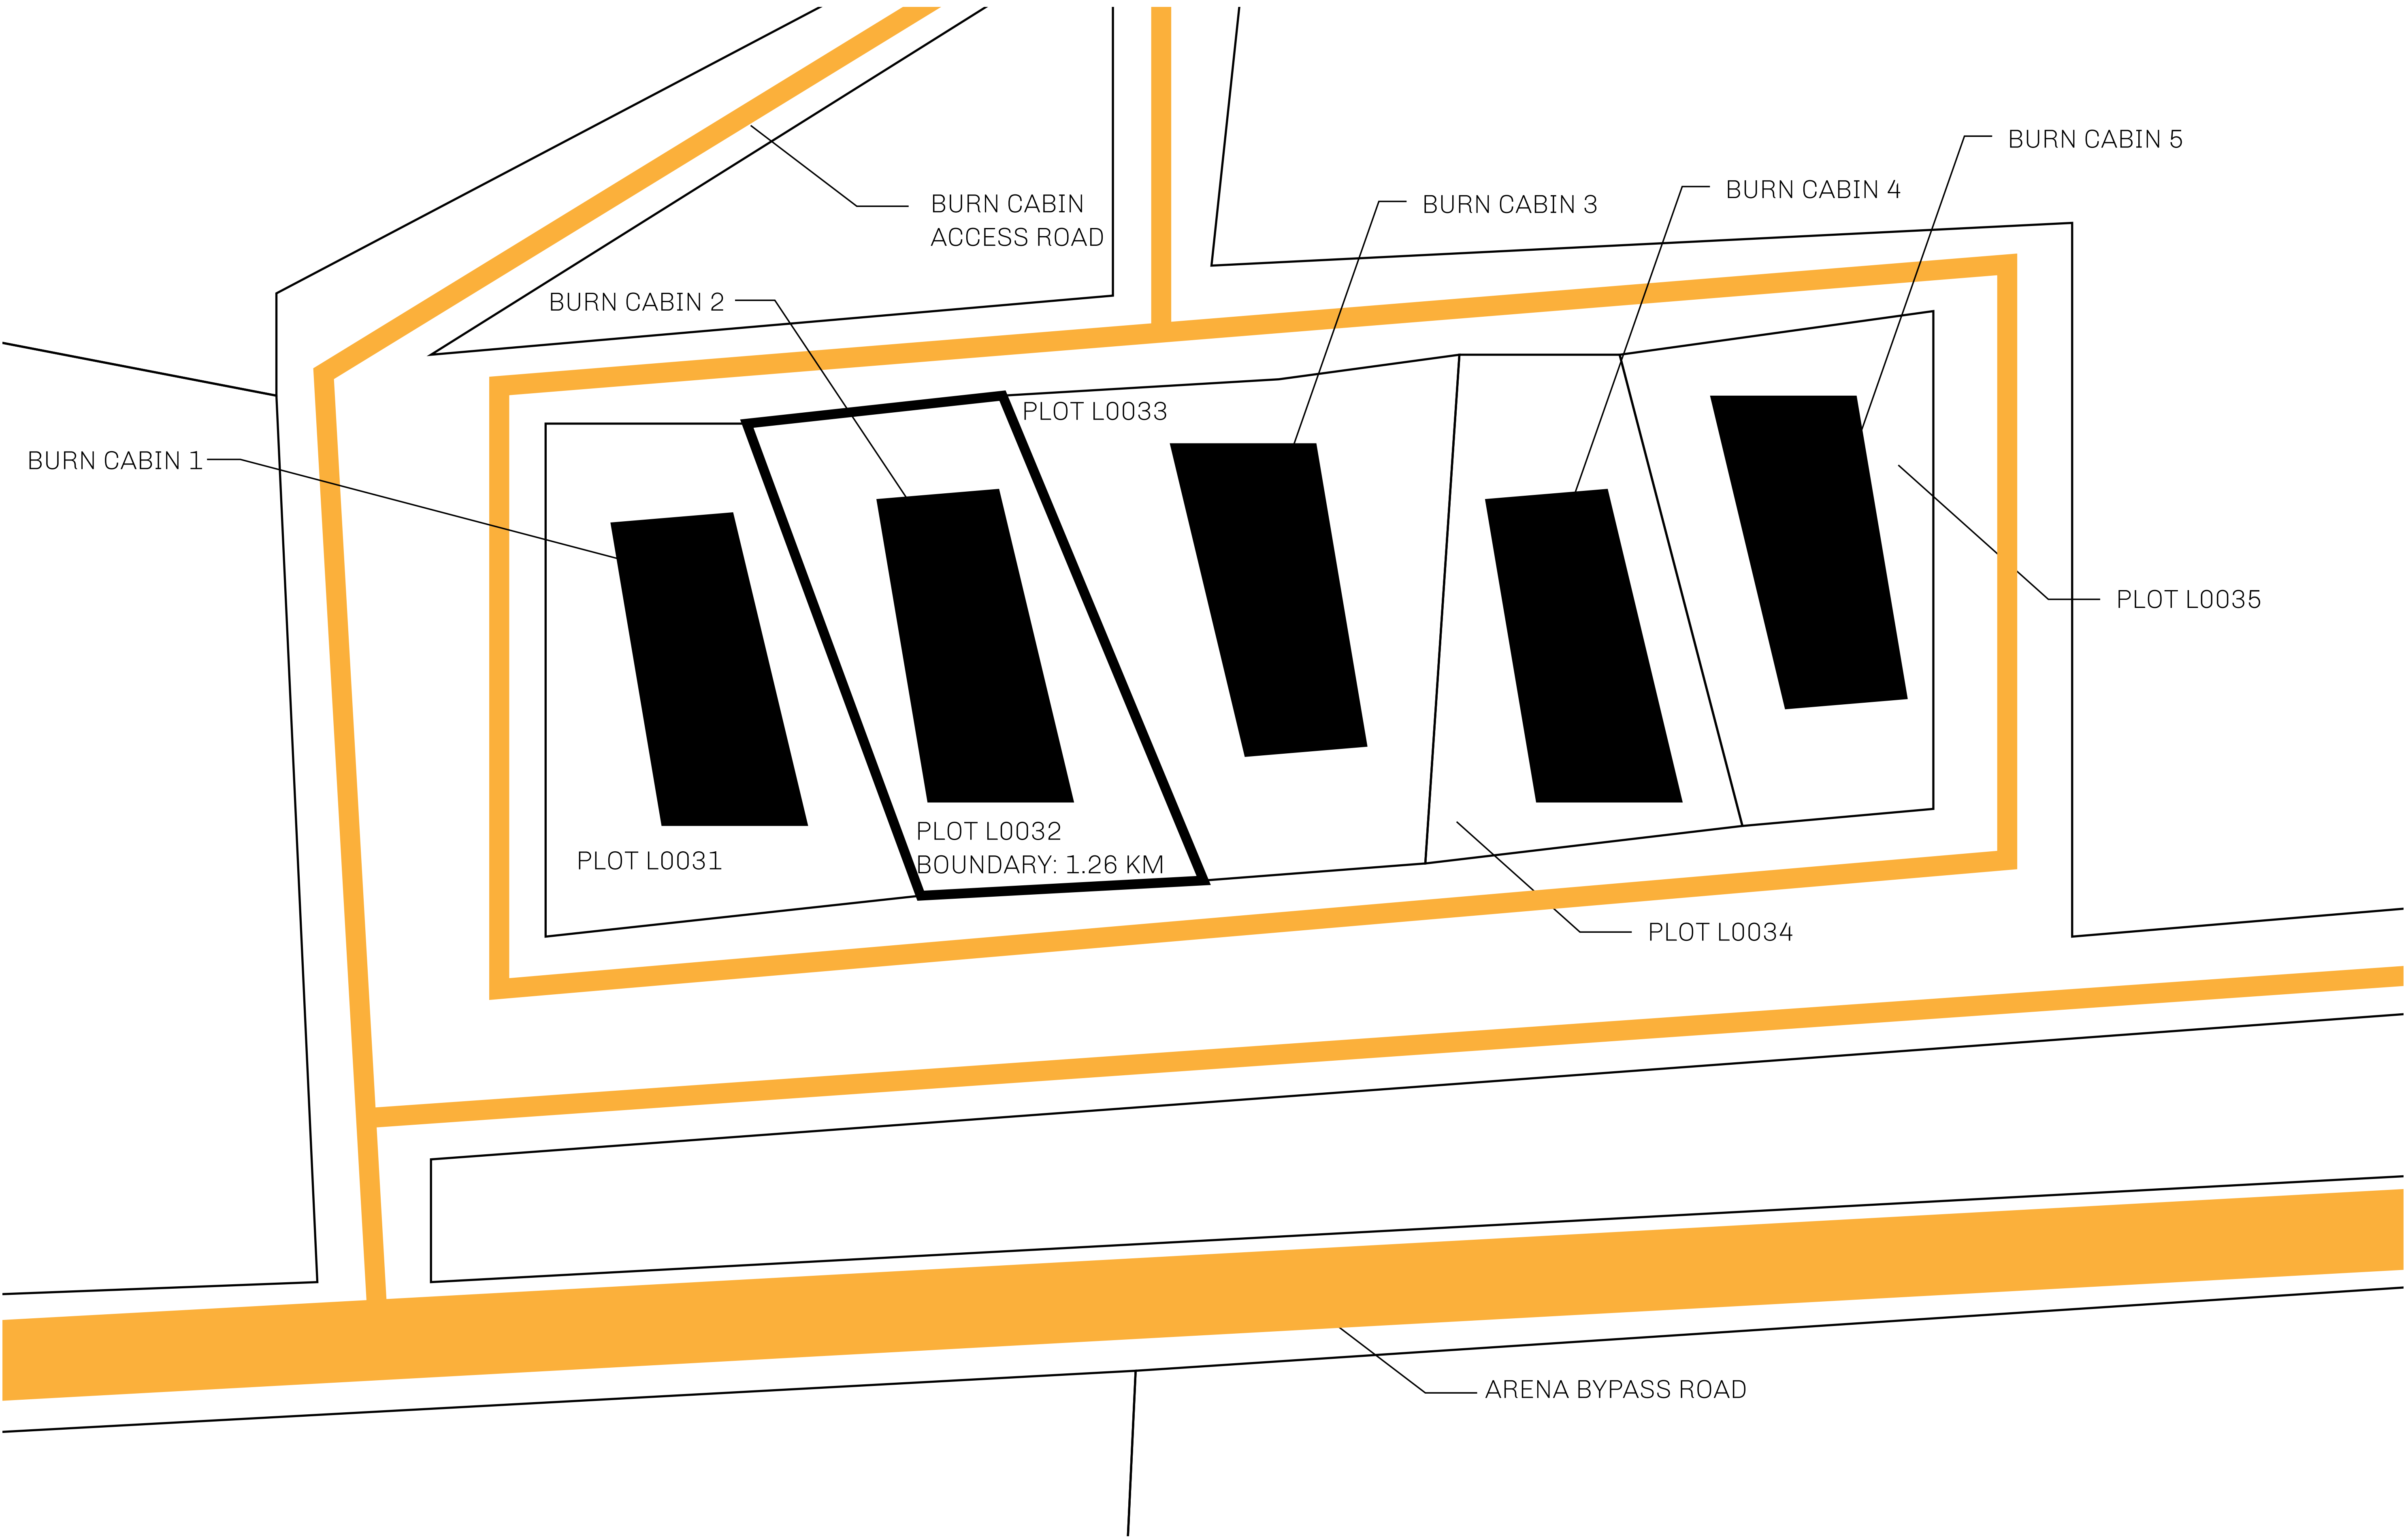 BURN CABIN 5
BURN CABIN 4
BURN CABIN 3
BURN CABIN
ACCESS ROAD
BURN CABIN 2
PLOT L0033
BURN CABIN 1
PLOT L0035
PLOT L0032
BOUNDARY: 1.26 KM
PLOT L0031
PLOT L0034
ARENA BYPASS ROAD